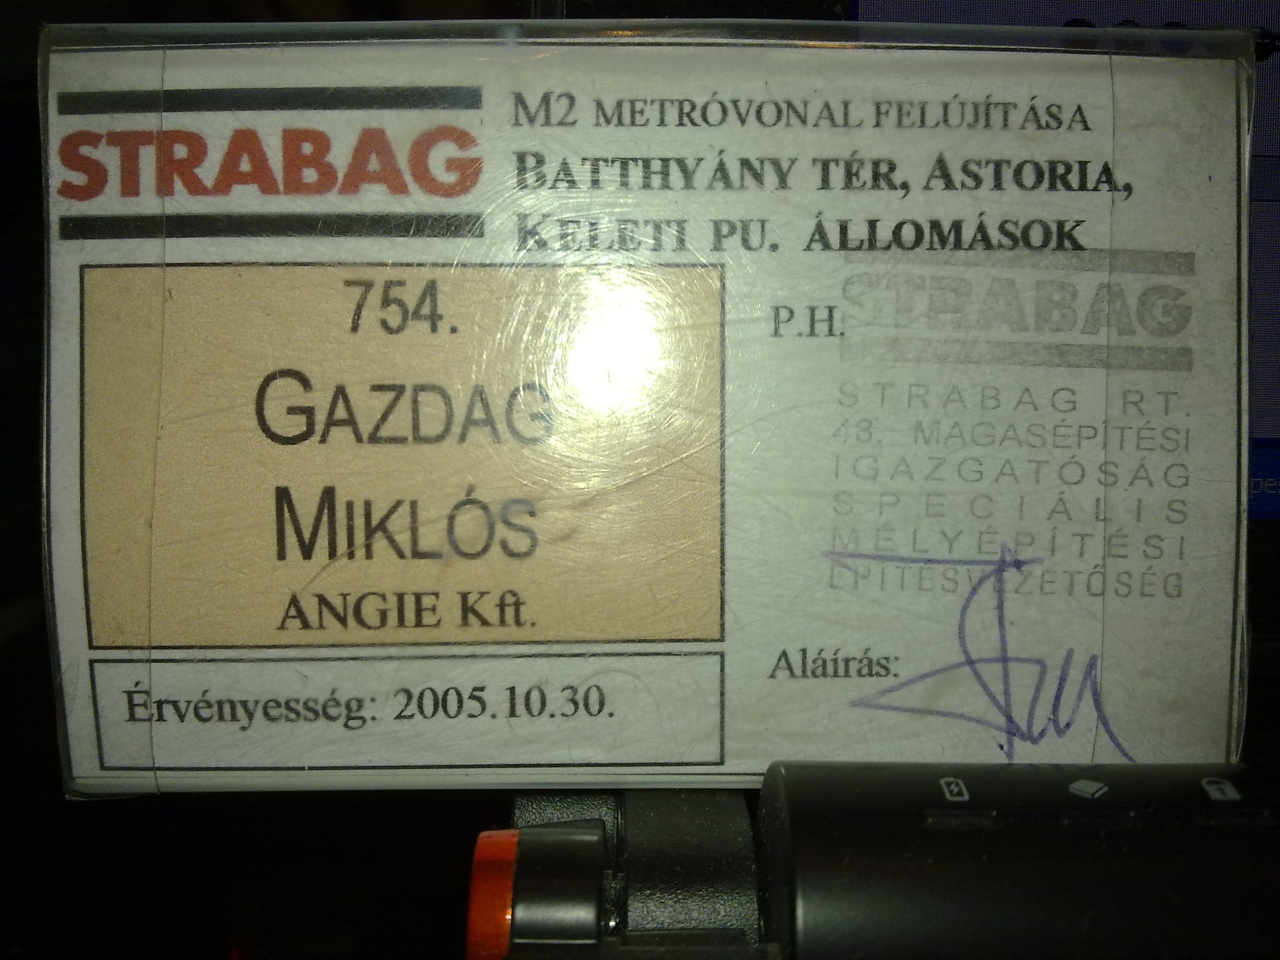 STRABAG
M2 METRÓVONAL FELÚJÍTÁSA
BATTHYÁNY TÉR, ASTORIA,
KELETI PU. ÁLLOMÁSOK
754.
GAZDAG
MIKLÓS
ANGIE Kft.
Érvényesség: 2005.10.30.
P.H.
STRABAG
STRABAG RT.
48. MAGASÉPÍTÉSI
IGAZGATÓSÁG
SPECIÁLIS
MÉLYÉPÍTÉSI
ÉPÍTÉSVEZETŐSÉG
Aláírás: